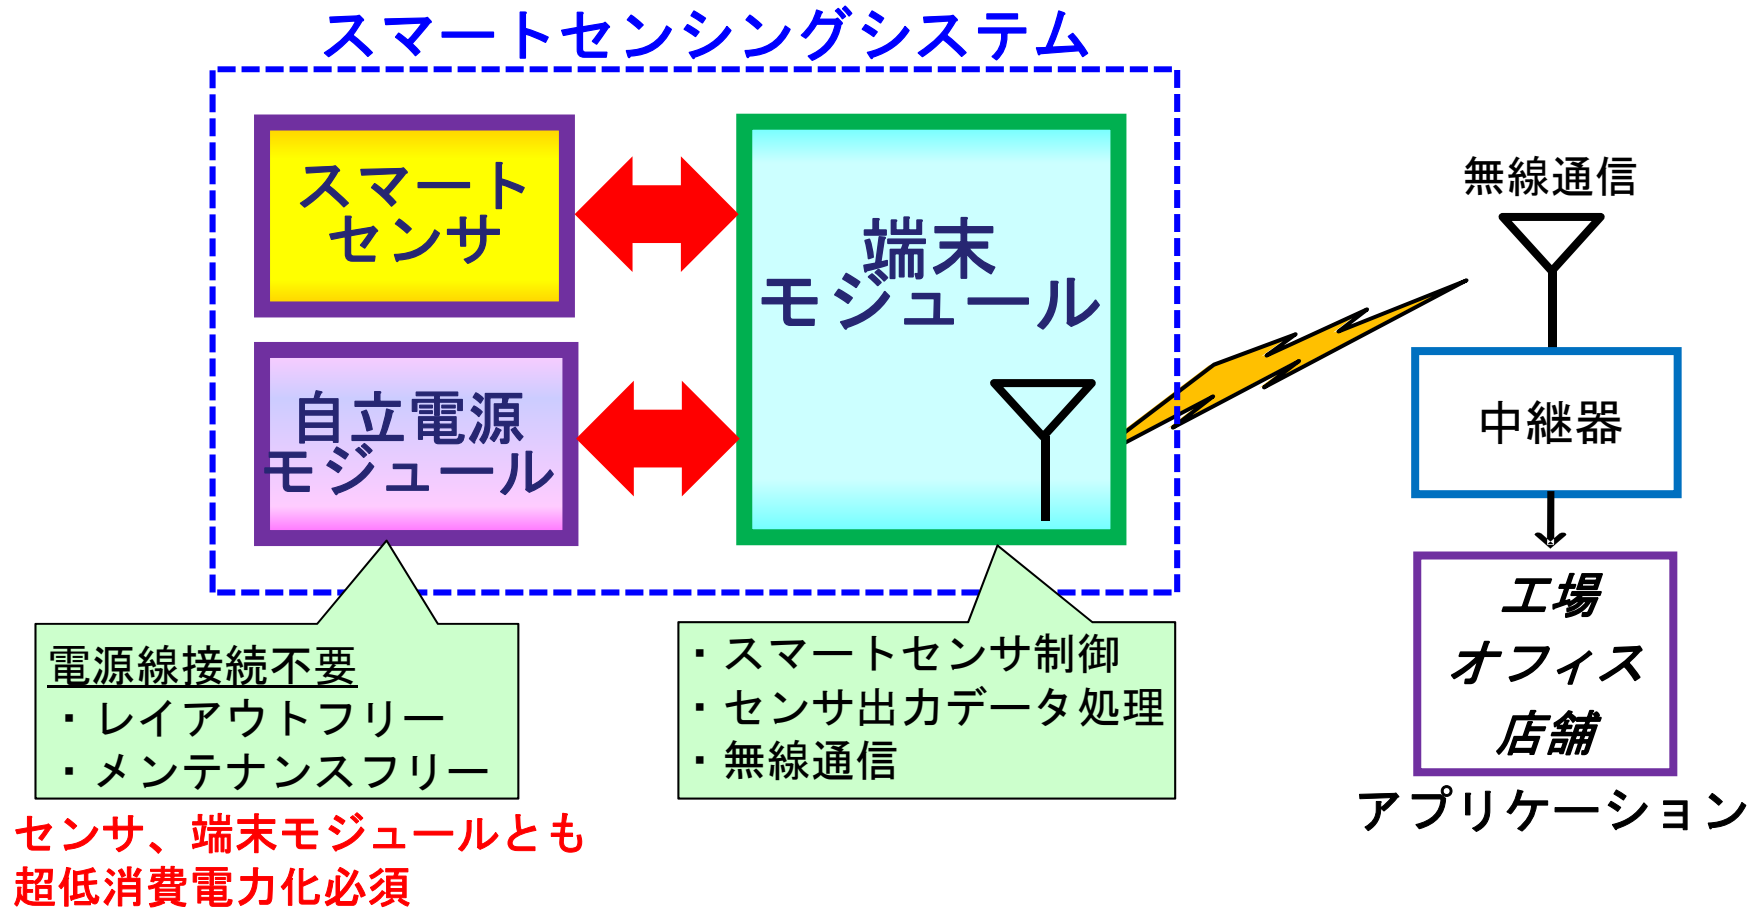 スマートセンシングシステム
スマート
センサ
端末
モジュール
自立電源
モジュール
無線通信
中継器
工場
オフィス
店舗
アプリケーション
電源線接続不要
・レイアウトフリー
・メンテナンスフリー
・スマートセンサ制御
・センサ出力データ処理
・無線通信
センサ、端末モジュールとも
超低消費電力化必須